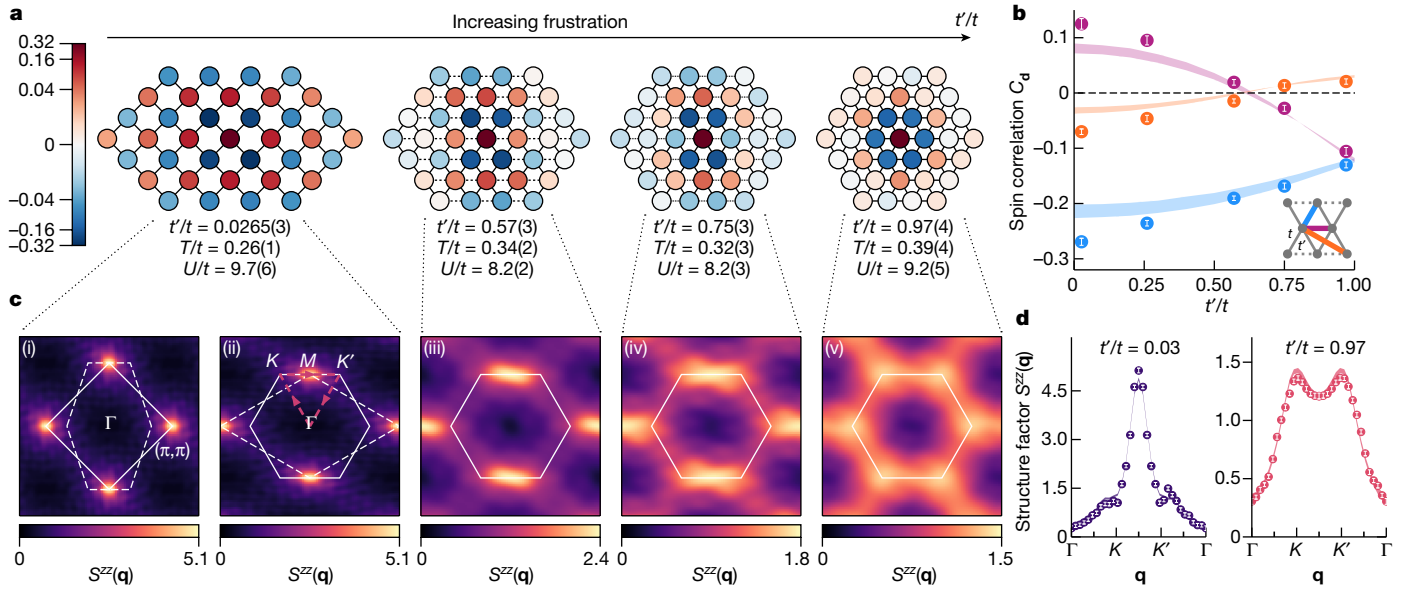 a
Increasing frustration
t′/t
0.32
0.16
0.04
0
−0.04
−0.16
−0.32
t′/t = 0.0265(3)
T/t = 0.26(1)
U/t = 9.7(6)
t′/t = 0.57(3)
T/t = 0.34(2)
U/t = 8.2(2)
t′/t = 0.75(3)
T/t = 0.32(3)
U/t = 8.2(3)
t′/t = 0.97(4)
T/t = 0.39(4)
U/t = 9.2(5)
b
Spin correlation C_d
0.1
0
−0.1
−0.2
−0.3
t
t′
0
0.25
0.50
0.75
1.00
t′/t
c
(i)
Γ
(π,π)
0
5.1
S^zz(q)
(ii)
K
M
K′
Γ
0
5.1
S^zz(q)
(iii)
0
2.4
S^zz(q)
(iv)
0
1.8
S^zz(q)
(v)
0
1.5
S^zz(q)
d
Structure factor S^zz(q)
t′/t = 0.03
4.5
3.0
1.5
0
Γ
K
K′
Γ
q
t′/t = 0.97
1.5
1.0
0.5
0
Γ
K
K′
Γ
q